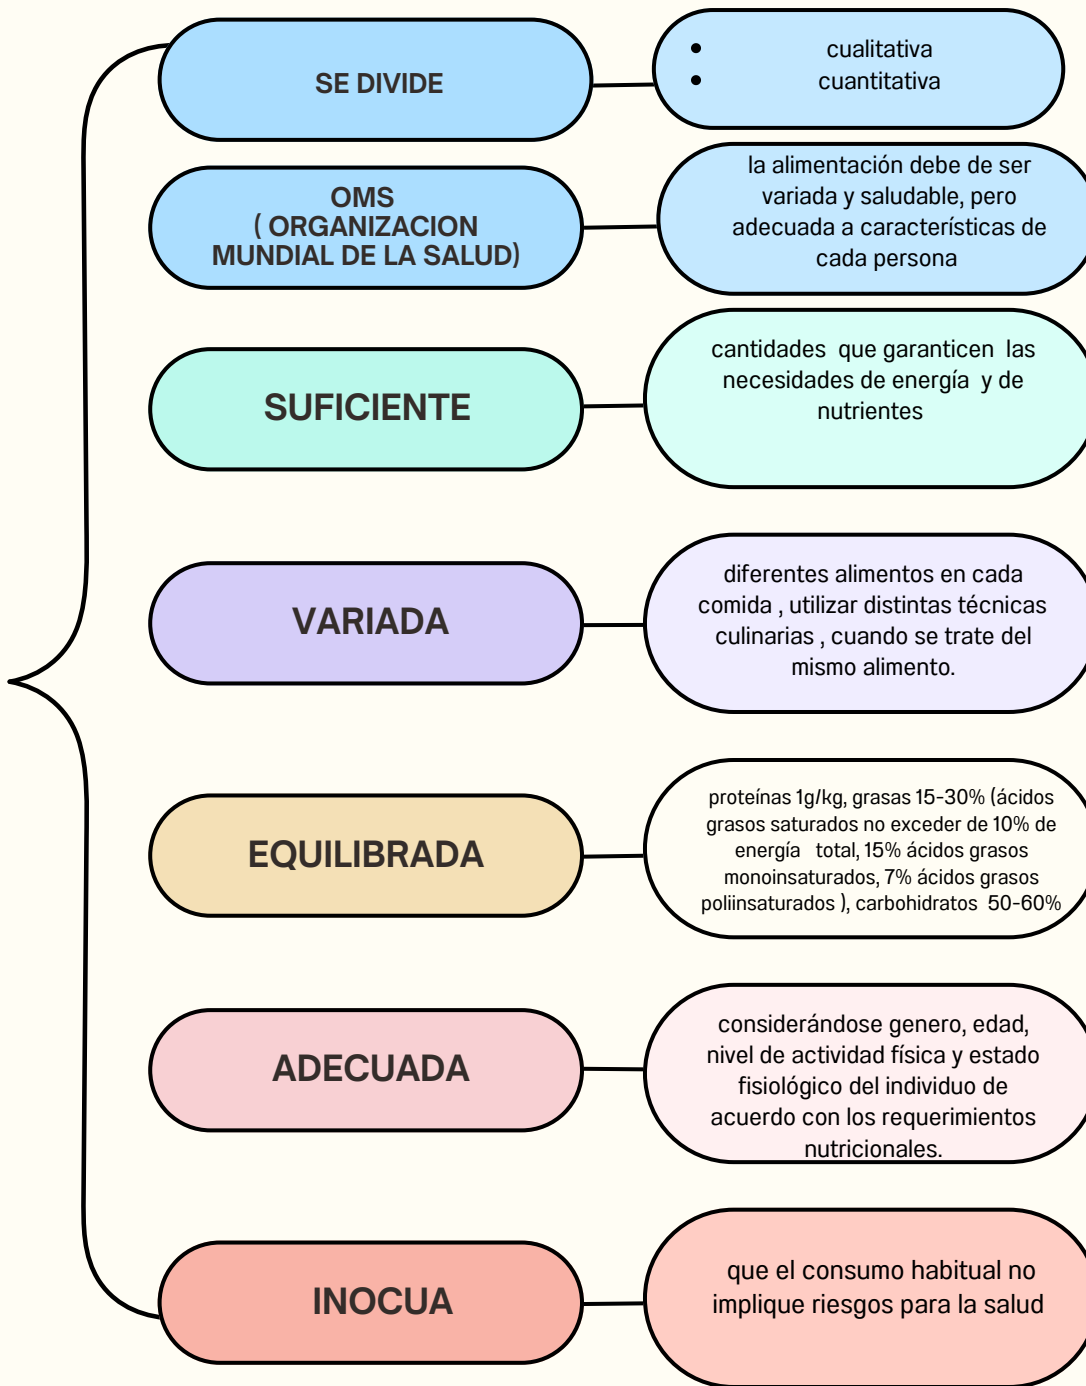 SE DIVIDE
• cualitativa
• cuantitativa
OMS
( ORGANIZACION
MUNDIAL DE LA SALUD)
la alimentación debe de ser
variada y saludable, pero
adecuada a características de
cada persona
SUFICIENTE
cantidades que garanticen las
necesidades de energía y de
nutrientes
VARIADA
diferentes alimentos en cada
comida , utilizar distintas técnicas
culinarias , cuando se trate del
mismo alimento.
EQUILIBRADA
proteínas 1g/kg, grasas 15-30% (ácidos
grasos saturados no exceder de 10% de
energía total, 15% ácidos grasos
monoinsaturados, 7% ácidos grasos
poliinsaturados ), carbohidratos 50-60%
ADECUADA
considerándose genero, edad,
nivel de actividad física y estado
fisiológico del individuo de
acuerdo con los requerimientos
nutricionales.
INOCUA
que el consumo habitual no
implique riesgos para la salud